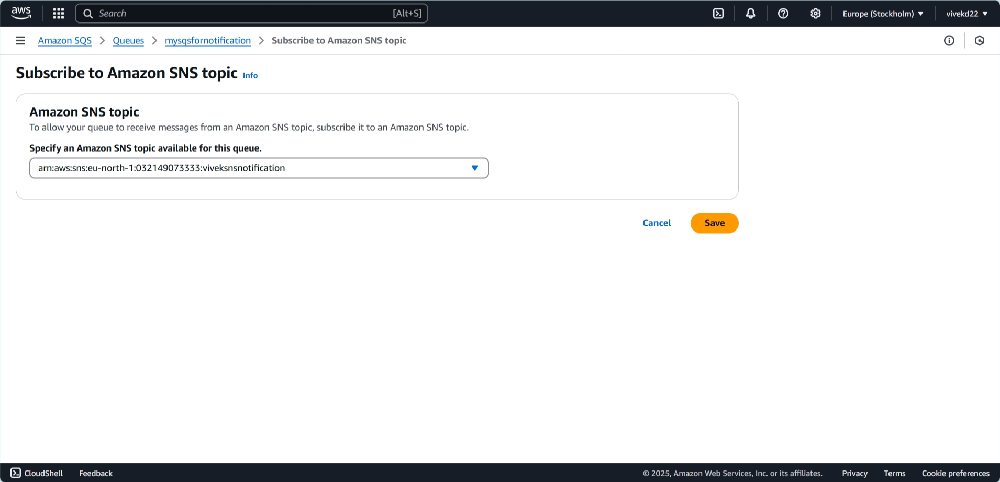 aws
Search
[Alt+S]
Europe (Stockholm)
vivekd22
Amazon SQS
Queues
mysqsfornotification
Subscribe to Amazon SNS topic
Subscribe to Amazon SNS topic
Info
Amazon SNS topic
To allow your queue to receive messages from an Amazon SNS topic, subscribe it to an Amazon SNS topic.
Specify an Amazon SNS topic available for this queue.
arn:aws:sns:eu-north-1:032149073333:viveksnsnotification
Cancel
Save
CloudShell
Feedback
© 2025, Amazon Web Services, Inc. or its affiliates.
Privacy
Terms
Cookie preferences